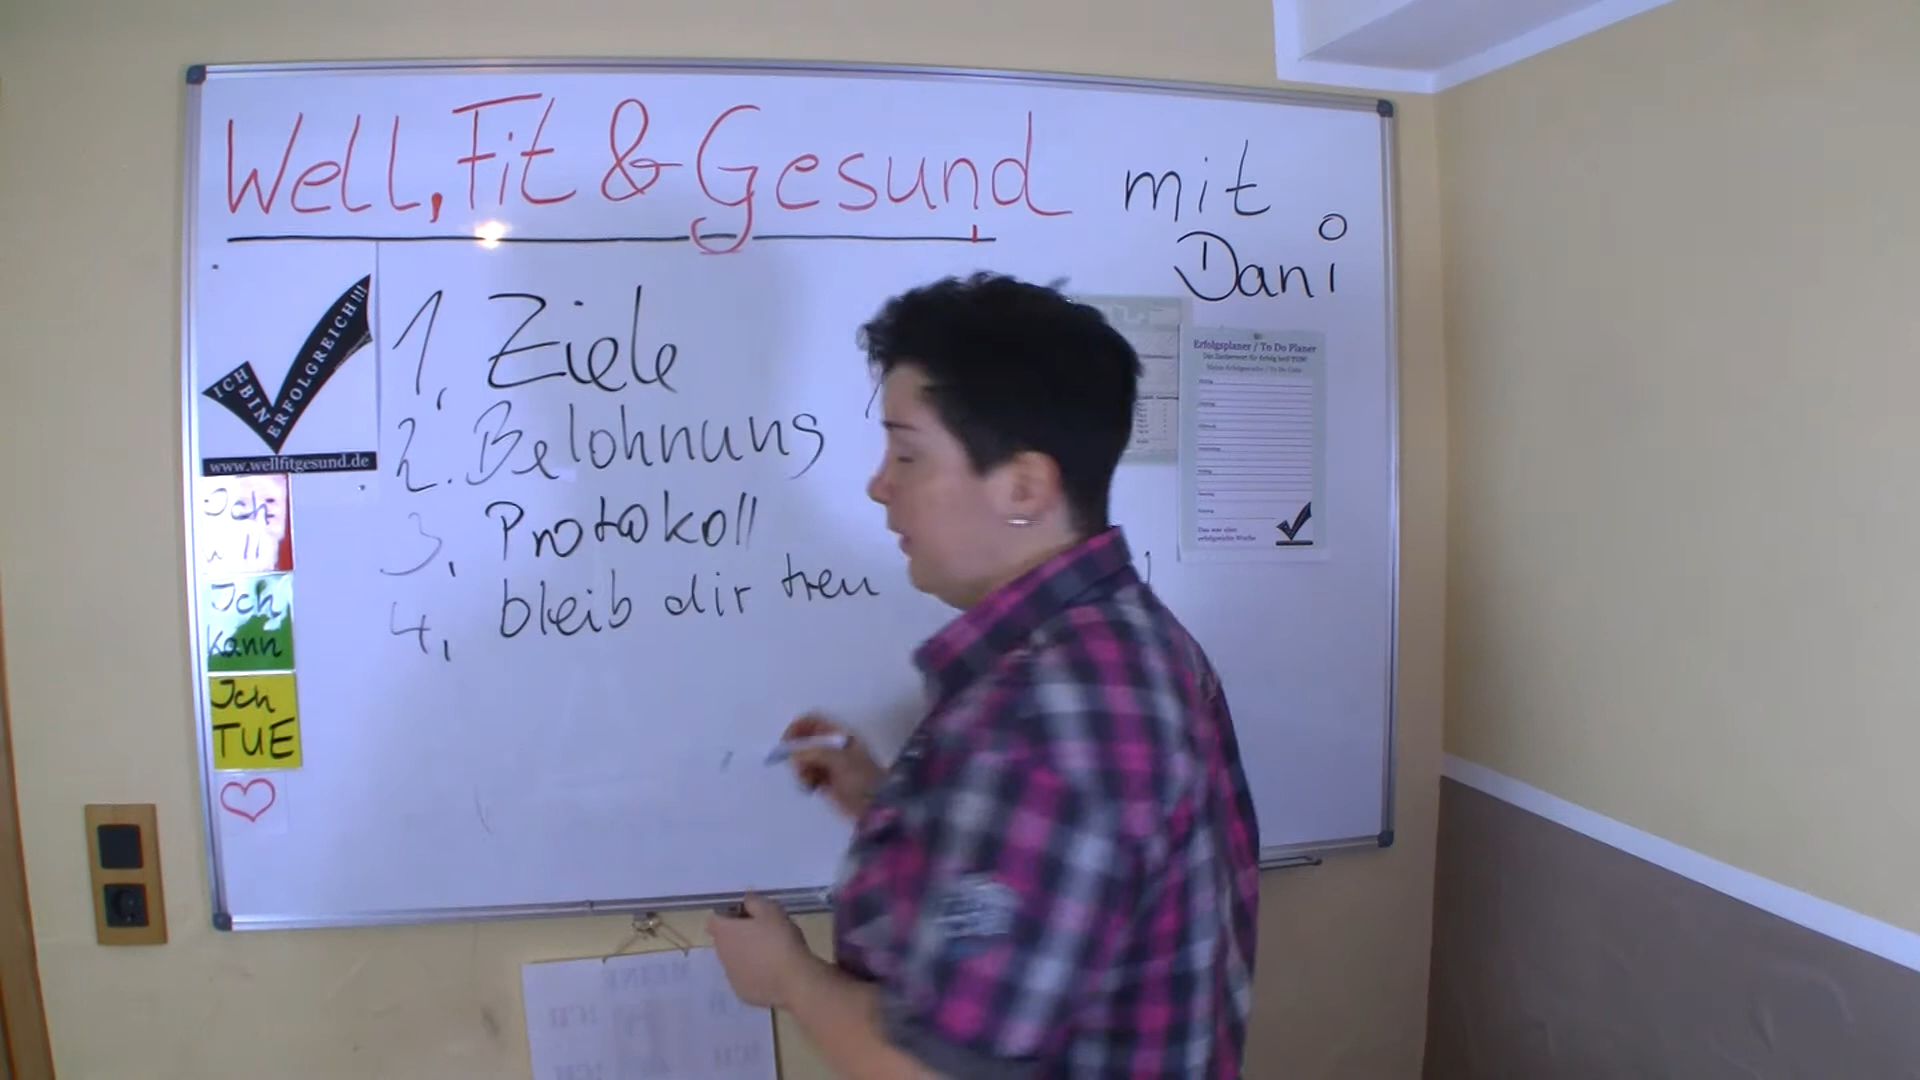 Well, Fit & Gesund mit
Dani
ICH BIN ERFOLGREICH!!!
www.wellfitgesund.de
1. Ziele
2. Belohnung
3. Protokoll
4. bleib dir treu
Ich
will
Ich
kann
Ich
TUE
Erfolgsplaner / To Do Planer